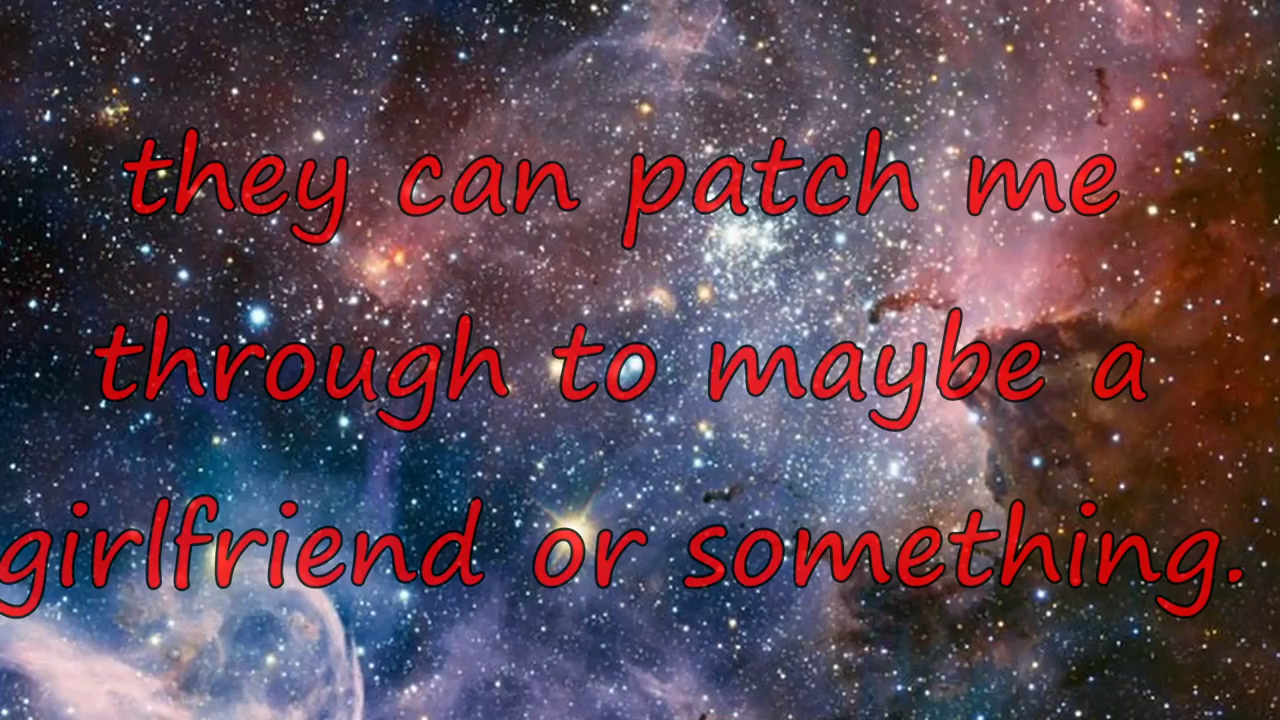 they can patch me
through to maybe a
girlfriend or something.